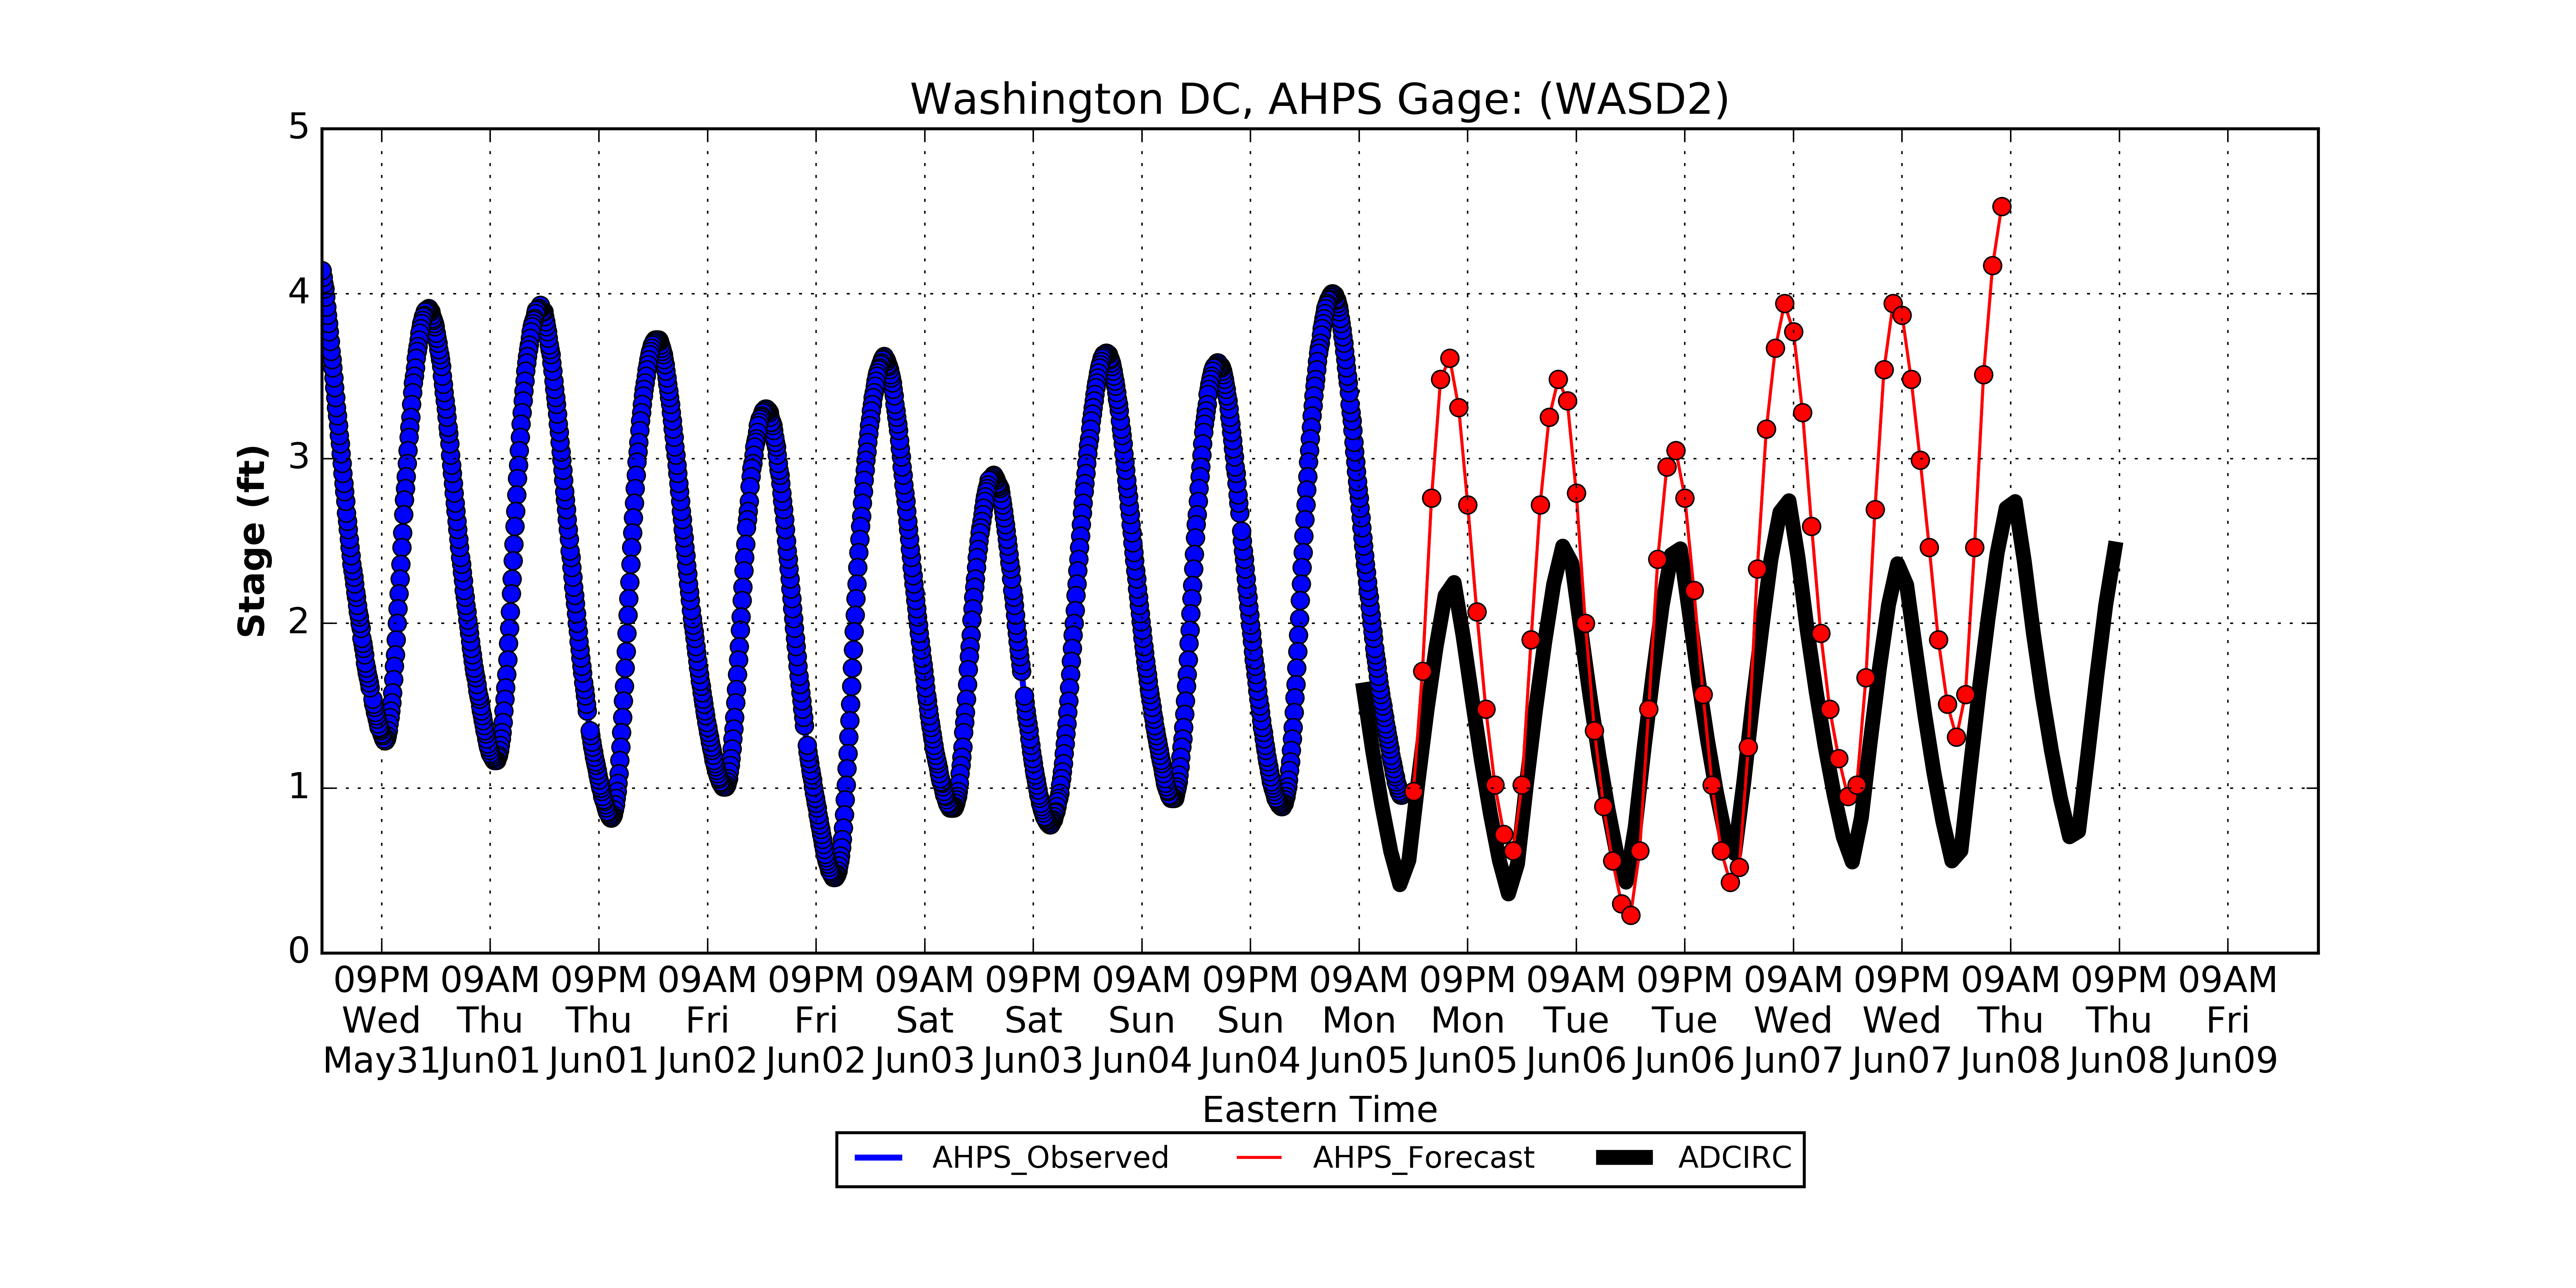 Washington DC, AHPS Gage: (WASD2)
5
4
3
2
1
0
Stage (ft)
09PM 09AM 09PM 09AM 09PM 09AM 09PM 09AM 09PM 09AM 09PM 09AM 09PM 09AM 09PM 09AM 09PM 09AM
Wed Thu Thu Fri Fri Sat Sat Sun Sun Mon Mon Tue Tue Wed Wed Thu Thu Fri
May31 Jun01 Jun01 Jun02 Jun02 Jun03 Jun03 Jun04 Jun04 Jun05 Jun05 Jun06 Jun06 Jun07 Jun07 Jun08 Jun08 Jun09
Eastern Time
AHPS_Observed AHPS_Forecast ADCIRC